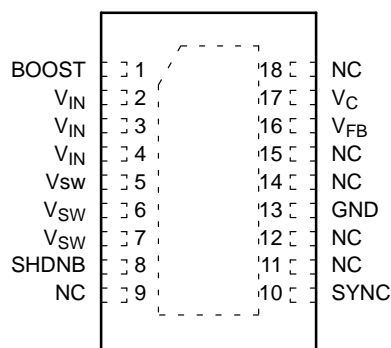 BOOST 1 18 NC
VIN 2 17 VC
VIN 3 16 VFB
VIN 4 15 NC
Vsw 5 14 NC
VSW 6 13 GND
VSW 7 12 NC
SHDNB 8 11 NC
NC 9 10 SYNC